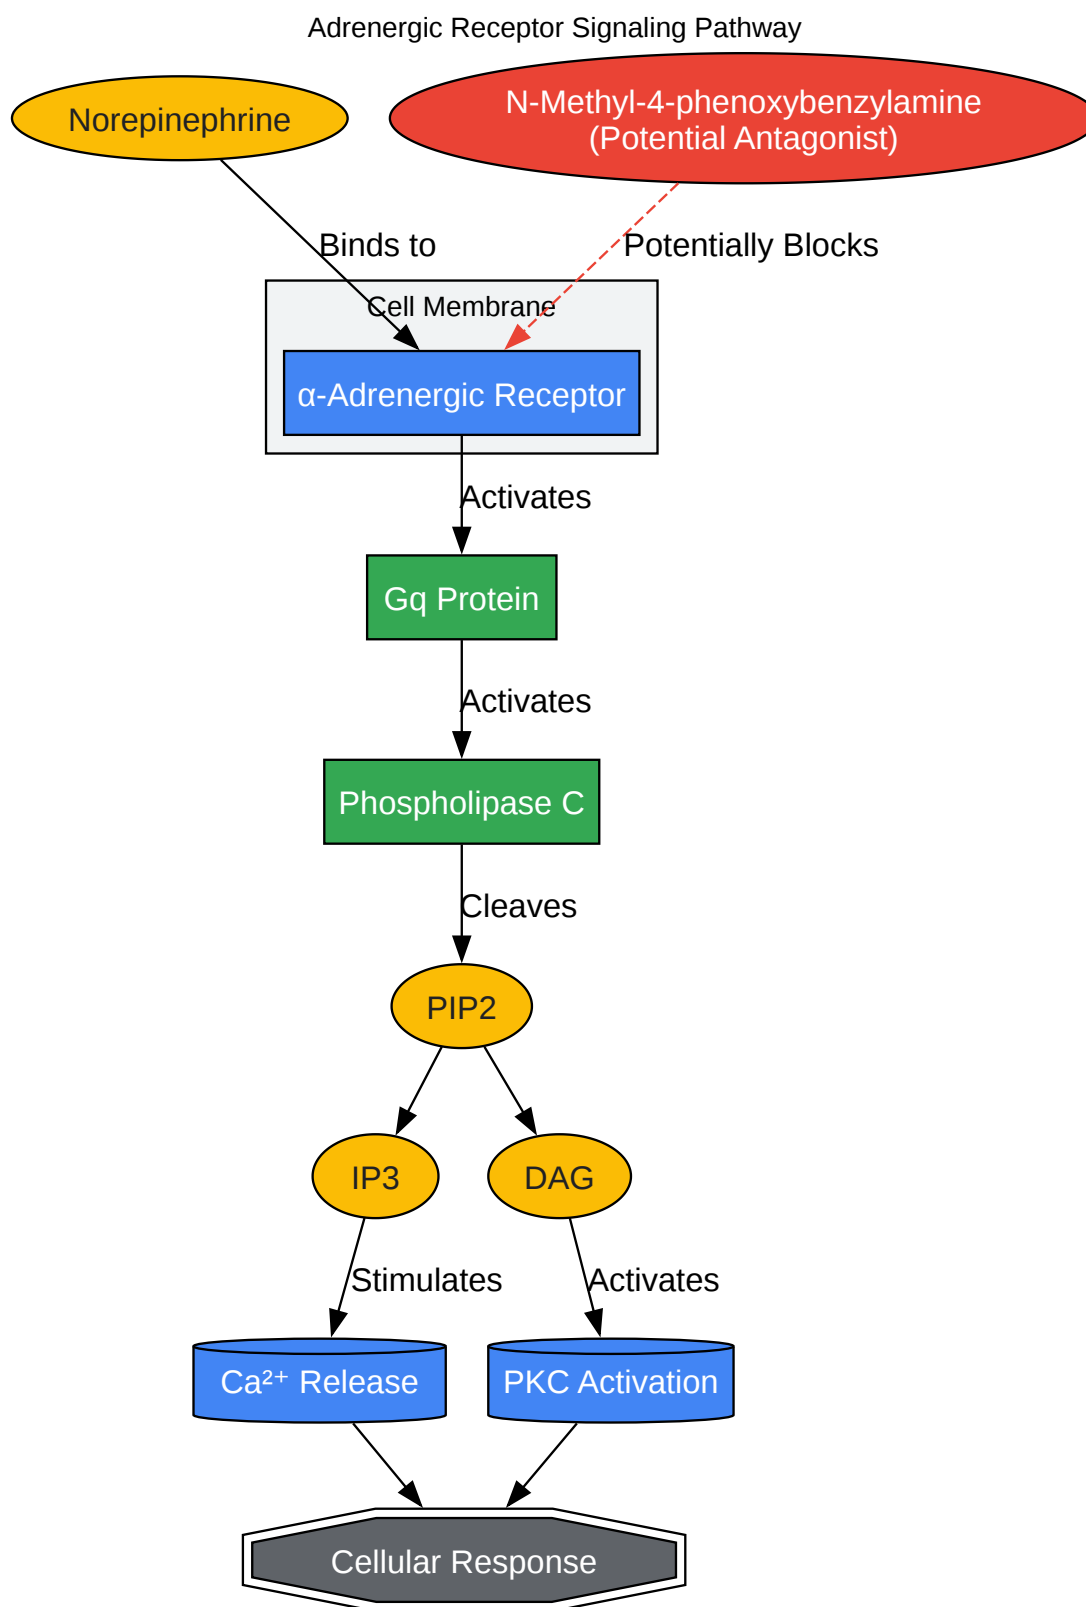 Adrenergic Receptor Signaling Pathway
Norepinephrine
N-Methyl-4-phenoxybenzylamine
(Potential Antagonist)
Binds to
Potentially Blocks
Cell Membrane
α-Adrenergic Receptor
Activates
Gq Protein
Activates
Phospholipase C
Cleaves
PIP2
IP3
DAG
Stimulates
Activates
Ca²⁺ Release
PKC Activation
Cellular Response